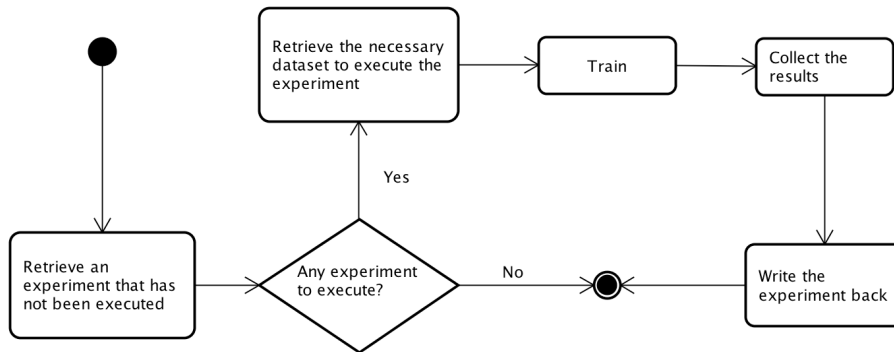 Retrieve the necessary
dataset to execute the
experiment
Train
Collect the
results
Yes
Retrieve an
experiment that has
not been executed
Any experiment
to execute?
No
Write the
experiment back